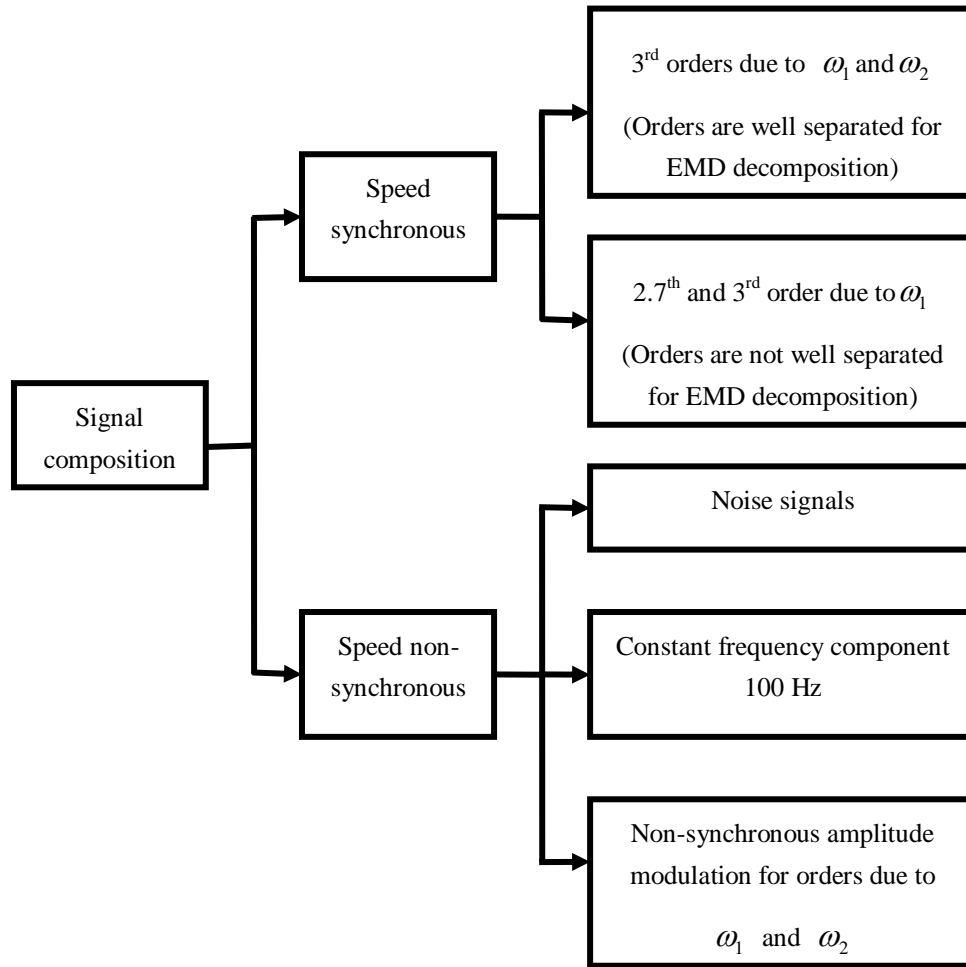 3rd orders due to ω1 and ω2
(Orders are well separated for
EMD decomposition)
Speed
synchronous
2.7th and 3rd order due to ω1
(Orders are not well separated
for EMD decomposition)
Signal
composition
Noise signals
Speed non-
synchronous
Constant frequency component
100 Hz
Non-synchronous amplitude
modulation for orders due to
ω1 and ω2